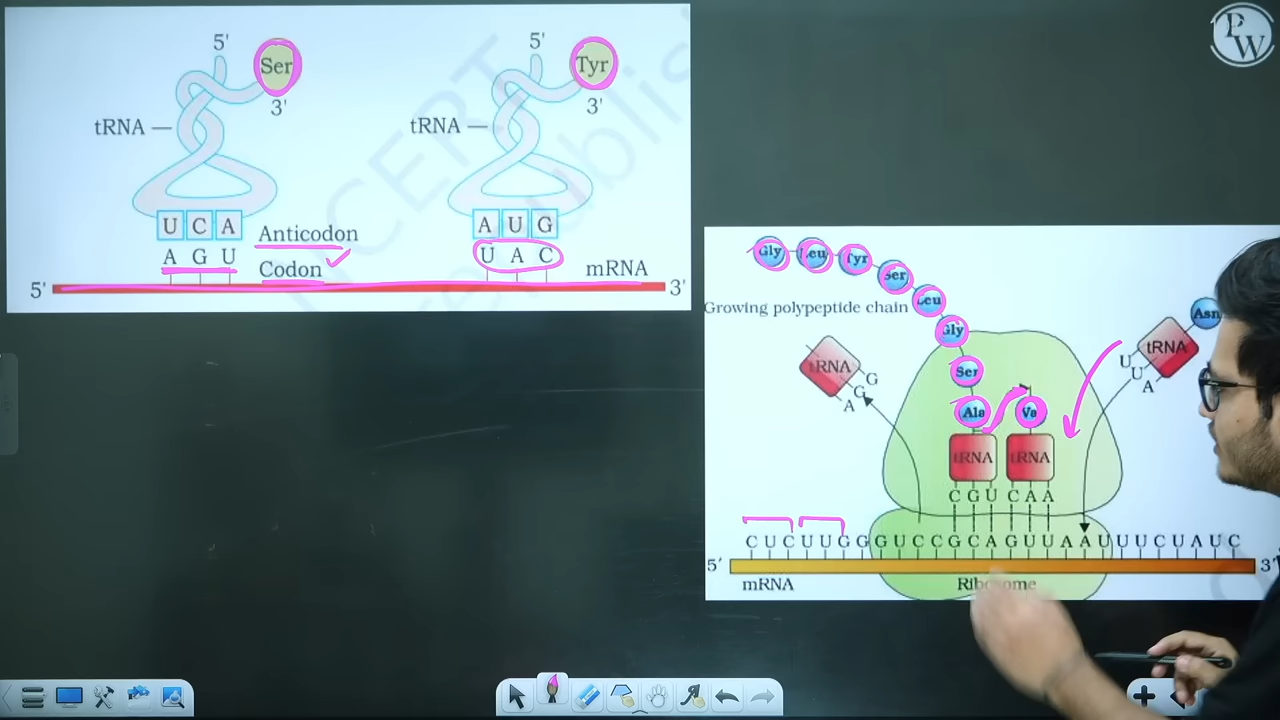 5' Ser 3'
tRNA
U C A Anticodon
A G U Codon
5' Tyr 3'
tRNA
A U G
U A C mRNA
5' 3'
PW
Gly Leu Tyr Ser Leu Gly Ser Ala Va
Growing polypeptide chain
tRNA
A G G
tRNA tRNA
C G U C A A
Asn
tRNA
U U A
C U C U U G G G U C C G C A G U U A A U U U C U A U C
5' 3'
mRNA Ribosome